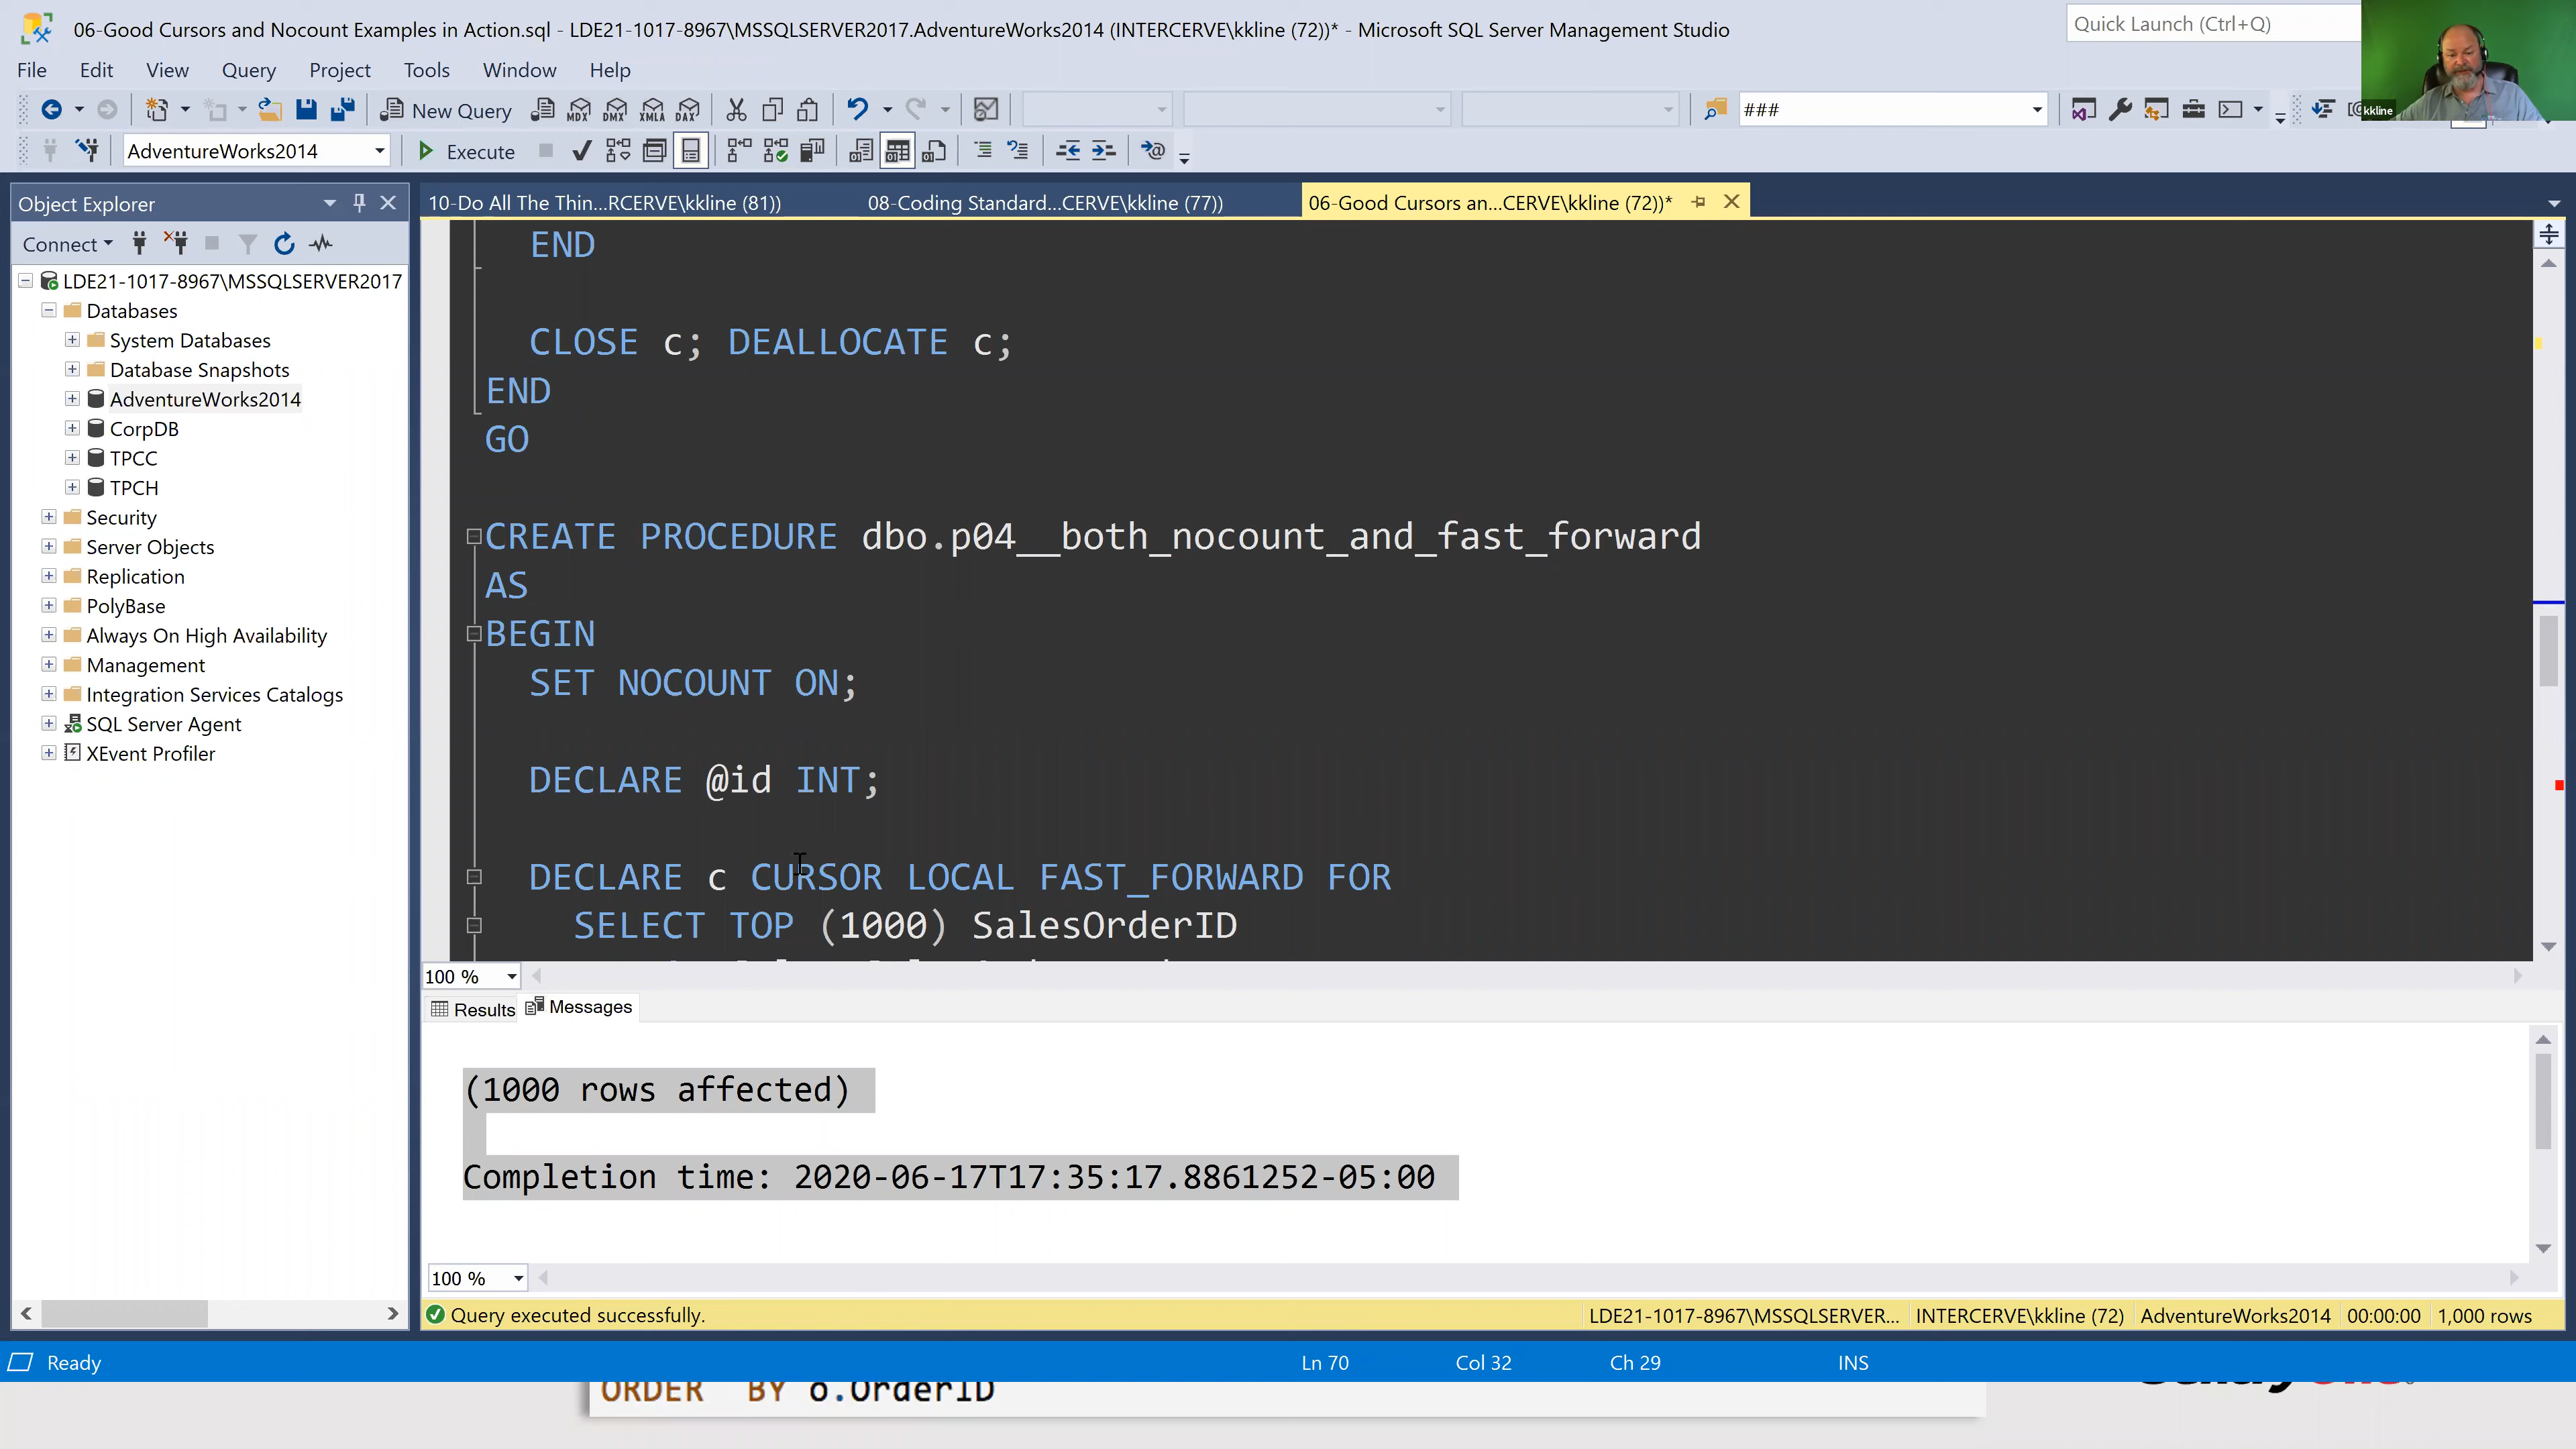 06-Good Cursors and Nocount Examples in Action.sql - LDE21-1017-8967\MSSQLSERVER2017.AdventureWorks2014 (INTERCERVE\kkline (72))* - Microsoft SQL Server Management Studio
Quick Launch (Ctrl+Q)
File Edit View Query Project Tools Window Help
New Query
MDX DMX XMLA DAX
###
kkline
AdventureWorks2014
Execute
Object Explorer
10-Do All The Thin...RCERVE\kkline (81))
08-Coding Standard...CERVE\kkline (77))
06-Good Cursors an...CERVE\kkline (72))*
Connect
LDE21-1017-8967\MSSQLSERVER2017
Databases
System Databases
Database Snapshots
AdventureWorks2014
CorpDB
TPCC
TPCH
Security
Server Objects
Replication
PolyBase
Always On High Availability
Management
Integration Services Catalogs
SQL Server Agent
XEvent Profiler
END
CLOSE c; DEALLOCATE c;
END
GO
CREATE PROCEDURE dbo.p04__both_nocount_and_fast_forward
AS
BEGIN
SET NOCOUNT ON;
DECLARE @id INT;
DECLARE c CURSOR LOCAL FAST_FORWARD FOR
SELECT TOP (1000) SalesOrderID
100 %
Results Messages
(1000 rows affected)
Completion time: 2020-06-17T17:35:17.8861252-05:00
100 %
Query executed successfully.
LDE21-1017-8967\MSSQLSERVER... INTERCERVE\kkline (72) AdventureWorks2014 00:00:00 1,000 rows
Ready
Ln 70 Col 32 Ch 29 INS
ORDER BY o.OrderID